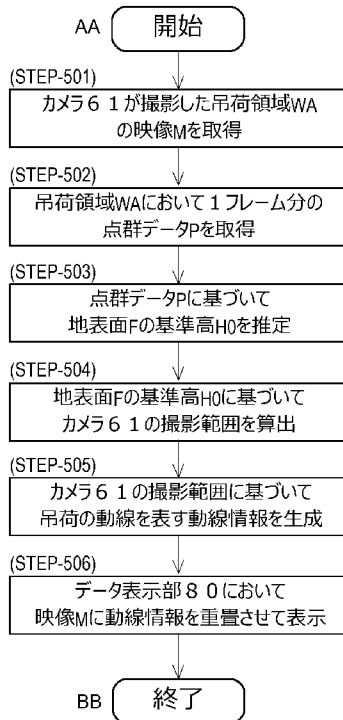 AA
開始
(STEP-501)
カメラ６１が撮影した吊荷領域WA
の映像Mを取得
(STEP-502)
吊荷領域WAにおいて１フレーム分の
点群データPを取得
(STEP-503)
点群データPに基づいて
地表面Fの基準高H0を推定
(STEP-504)
地表面Fの基準高H0に基づいて
カメラ６１の撮影範囲を算出
(STEP-505)
カメラ６１の撮影範囲に基づいて
吊荷の動線を表す動線情報を生成
(STEP-506)
データ表示部８０において
映像Mに動線情報を重畳させて表示
BB
終了